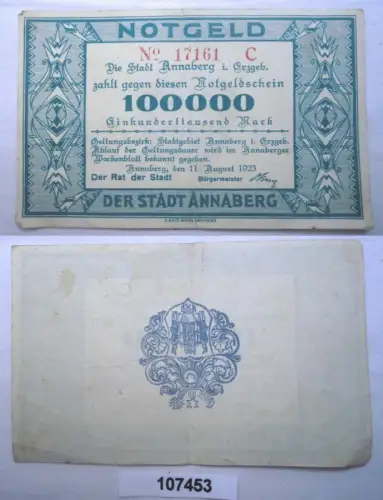 NOTGELD
No 17161 C
Die Stadt Annaberg i. Erzgeb.
zahlt gegen diesen Notgeldschein
100000
Einhunderttausend Mark
Geltungsbezirk: Stadtgebiet Annaberg i. Erzgeb.
Ablauf der Geltungsdauer wird im Annaberger
Wochenblatt bekannt gegeben.
Annaberg, den 11. August 1923
Der Rat der Stadt Bürgermeister
DER STADT ANNABERG
107453